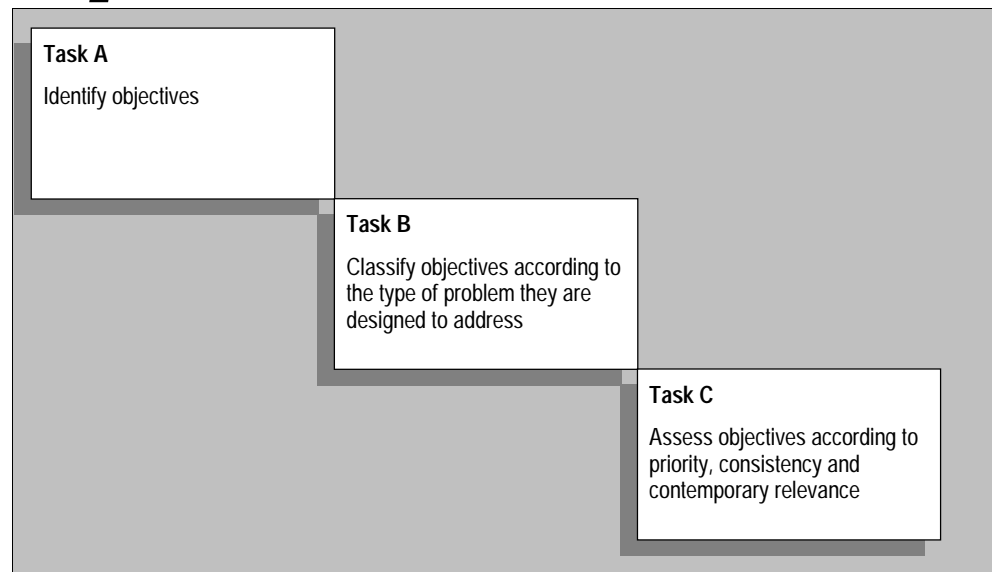 Task A
Identify objectives
Task B
Classify objectives according to
the type of problem they are
designed to address
Task C
Assess objectives according to
priority, consistency and
contemporary relevance